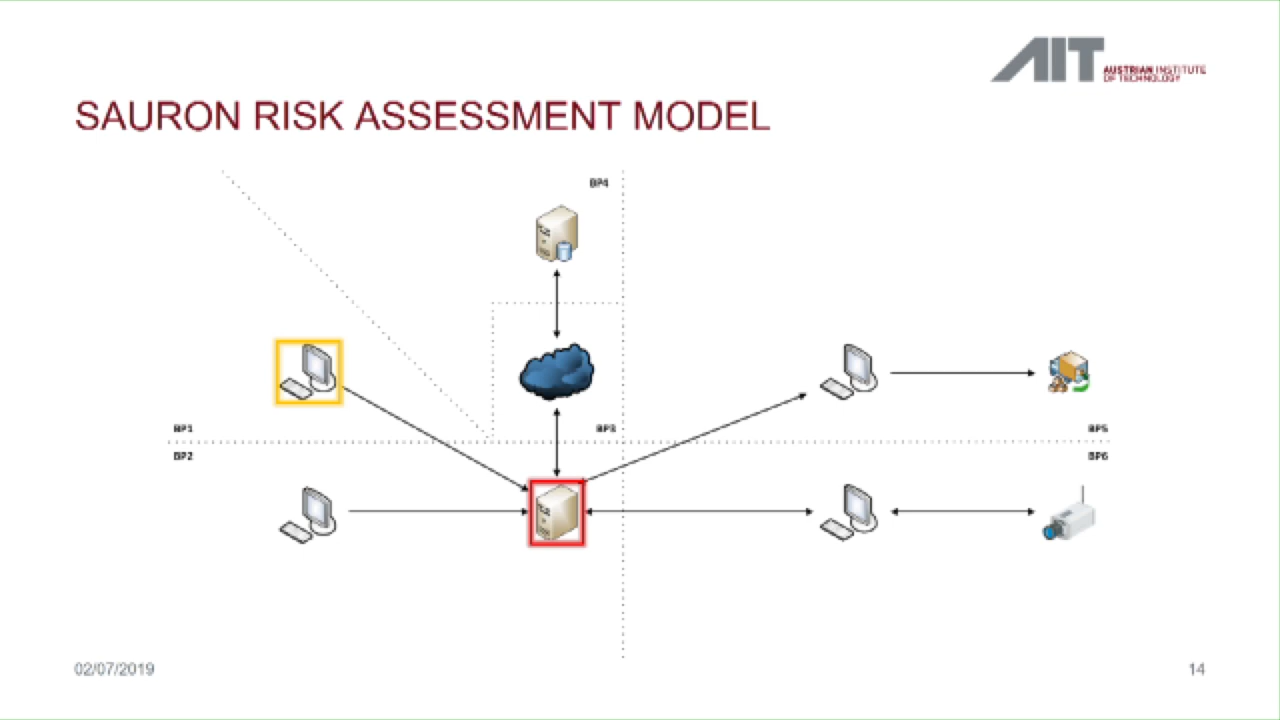 AIT AUSTRIAN INSTITUTE
OF TECHNOLOGY
SAURON RISK ASSESSMENT MODEL
BP4
BP1
BP3
BP5
BP2
BP6
02/07/2019
14